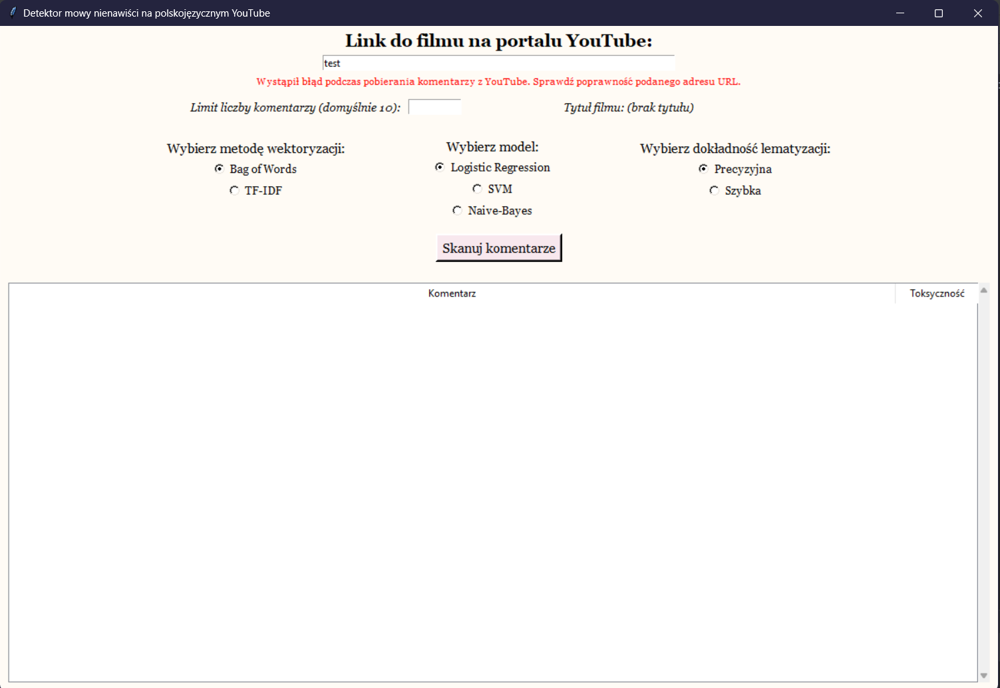 Detektor mowy nienawiści na polskojęzycznym YouTube
Link do filmu na portalu YouTube:
test
Wystąpił błąd podczas pobierania komentarzy z YouTube. Sprawdź poprawność podanego adresu URL.
Limit liczby komentarzy (domyślnie 10):
Tytuł filmu: (brak tytułu)
Wybierz metodę wektoryzacji:
Bag of Words
TF-IDF
Wybierz model:
Logistic Regression
SVM
Naive-Bayes
Wybierz dokładność lematyzacji:
Precyzyjna
Szybka
Skanuj komentarze
Komentarz
Toksyczność